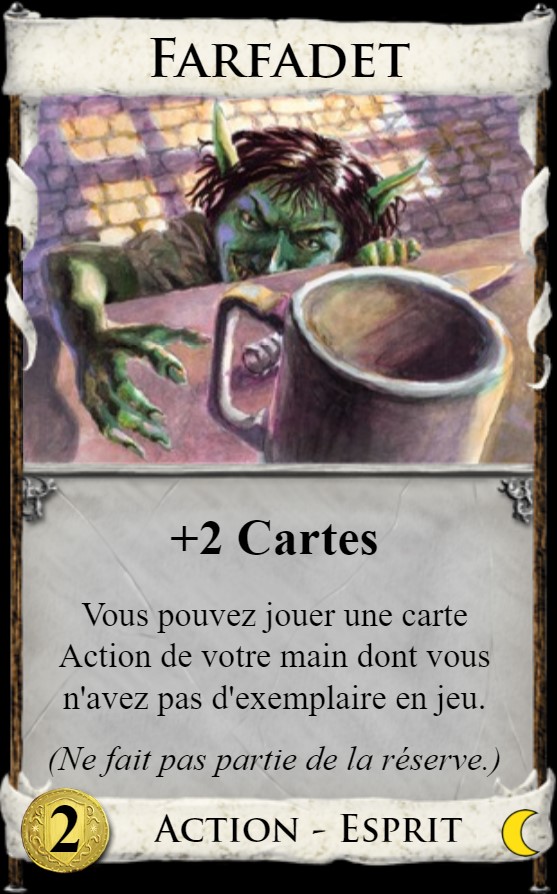 Farfadet
+2 Cartes
Vous pouvez jouer une carte
Action de votre main dont vous
n'avez pas d'exemplaire en jeu.
(Ne fait pas partie de la réserve.)
2
Action - Esprit